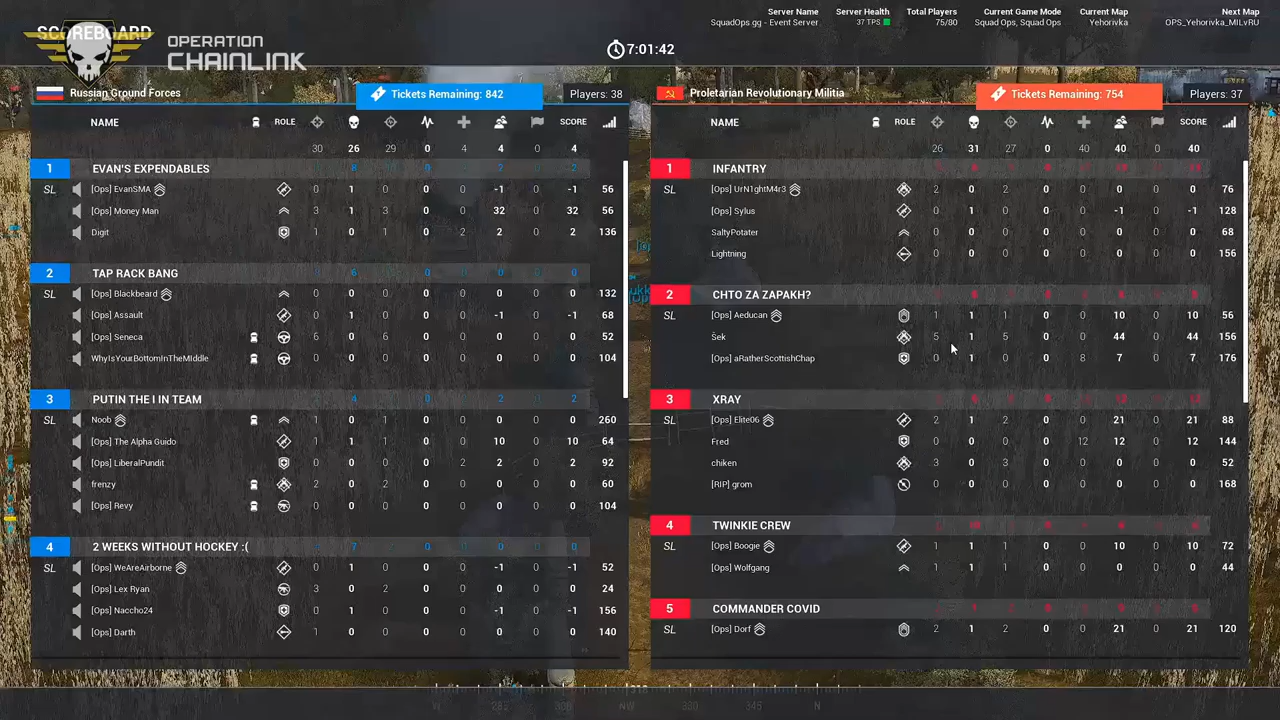 SCOREBOARD
OPERATION
CHAINLINK
7:01:42
Server Name Server Health Total Players Current Game Mode Current Map Next Map
SquadOps.gg - Event Server 37 TPS 75/80 Squad Ops, Squad Ops Yehorivka OPS_Yehorivka_MILvRU
Russian Ground Forces Tickets Remaining: 842 Players: 38
NAME ROLE SCORE
30 26 29 0 4 4 0 4
1 EVAN'S EXPENDABLES 8 0 2 2
SL [Ops] EvanSMA 0 1 0 0 0 -1 0 -1 56
[Ops] Money Man 3 1 3 0 0 32 0 32 56
Digit 1 0 1 0 2 2 0 2 136
2 TAP RACK BANG 6 0 0 0
SL [Ops] Blackbeard 0 0 0 0 0 0 0 0 132
[Ops] Assault 0 1 0 0 0 -1 0 -1 68
[Ops] Seneca 6 0 6 0 0 0 0 0 52
WhyIsYourBottomInTheMIddle 0 0 0 0 0 0 0 0 104
3 PUTIN THE I IN TEAM 4 0 2 2
SL Noob 1 0 1 0 0 0 0 0 260
[Ops] The Alpha Guido 1 1 1 0 0 10 0 10 64
[Ops] LiberalPundit 0 0 0 0 2 2 0 2 92
frenzy 2 0 2 0 0 0 0 0 60
[Ops] Revy 0 0 0 0 0 0 0 0 104
4 2 WEEKS WITHOUT HOCKEY :( 7 0 0 0
SL [Ops] WeAreAirborne 0 1 0 0 0 -1 0 -1 52
[Ops] Lex Ryan 3 0 2 0 0 0 0 0 24
[Ops] Naccho24 0 1 0 0 0 -1 0 -1 156
[Ops] Darth 1 0 0 0 0 0 0 0 140
Proletarian Revolutionary Militia Tickets Remaining: 754 Players: 37
NAME ROLE SCORE
26 31 27 0 40 40 0 40
1 INFANTRY
SL [Ops] UrN1ghtM4r3 2 0 2 0 0 0 0 0 76
[Ops] Sylus 0 1 0 0 0 -1 0 -1 128
SaltyPotater 0 0 0 0 0 0 0 0 68
Lightning 0 0 0 0 0 0 0 0 156
2 CHTO ZA ZAPAKH?
SL [Ops] Aeducan 1 1 1 0 0 10 0 10 56
Sek 5 1 5 0 0 44 0 44 156
[Ops] aRatherScottishChap 0 1 0 0 8 7 0 7 176
3 XRAY
SL [Ops] Elite06 2 1 2 0 0 21 0 21 88
Fred 0 0 0 0 12 12 0 12 144
chiken 3 0 3 0 0 0 0 0 52
[RIP] grom 0 0 0 0 0 0 0 0 168
4 TWINKIE CREW
SL [Ops] Boogie 1 1 1 0 0 10 0 10 72
[Ops] Wolfgang 1 1 1 0 0 0 0 0 44
5 COMMANDER COVID
SL [Ops] Dorf 2 1 2 0 0 21 0 21 120